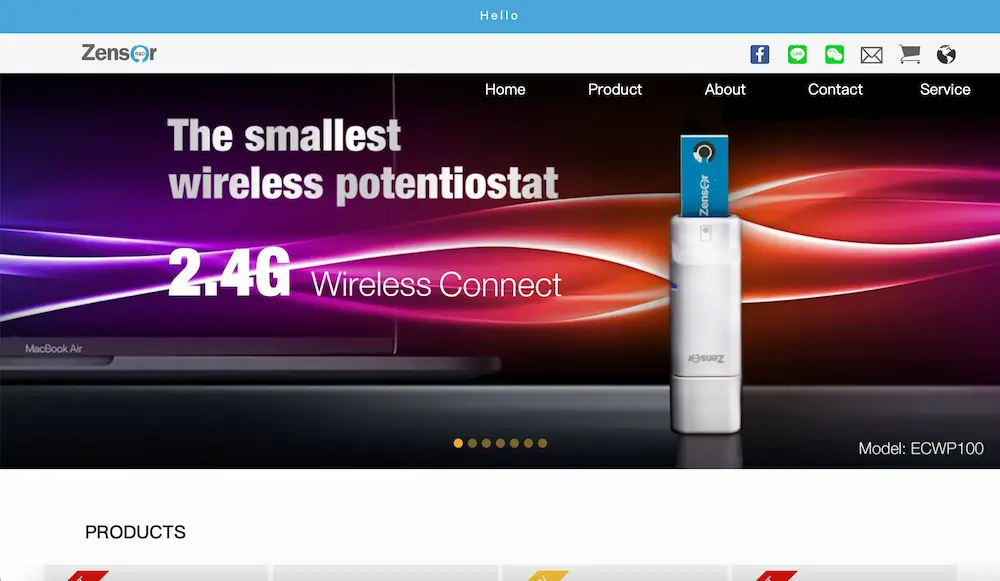 Hello
Zensor R&D
Home Product About Contact Service
The smallest
wireless potentiostat
2.4G Wireless Connect
Zensor
Zensor
MacBook Air
Model: ECWP100
PRODUCTS